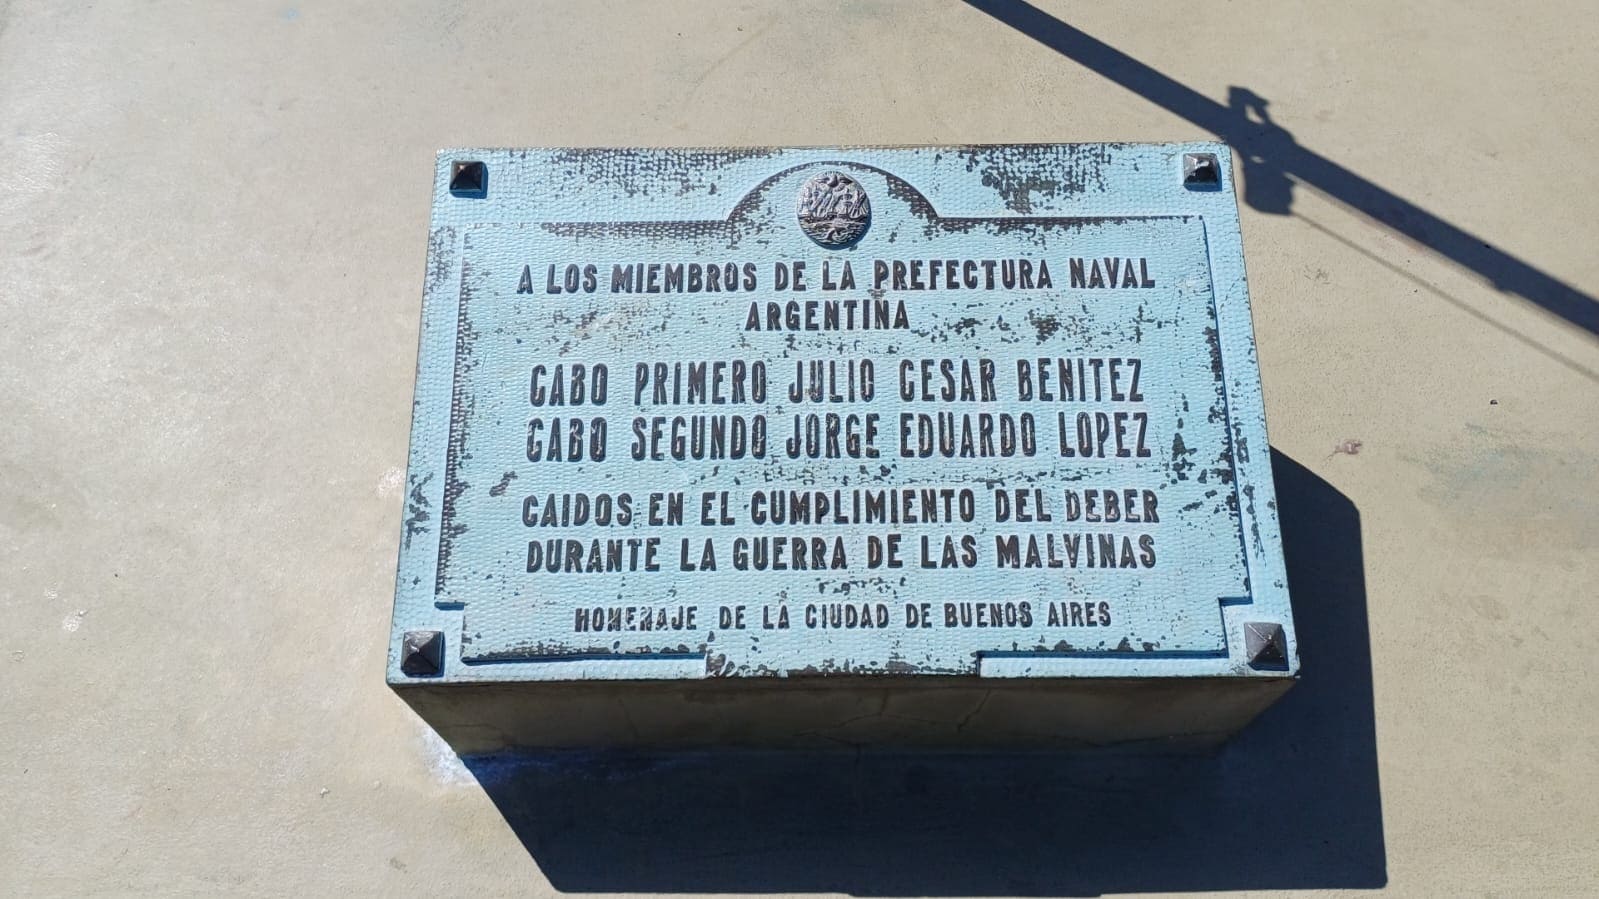 A LOS MIEMBROS DE LA PREFECTURA NAVAL
ARGENTINA
CABO PRIMERO JULIO CESAR BENITEZ
CABO SEGUNDO JORGE EDUARDO LOPEZ
CAIDOS EN EL CUMPLIMIENTO DEL DEBER
DURANTE LA GUERRA DE LAS MALVINAS
HOMENAJE DE LA CIUDAD DE BUENOS AIRES